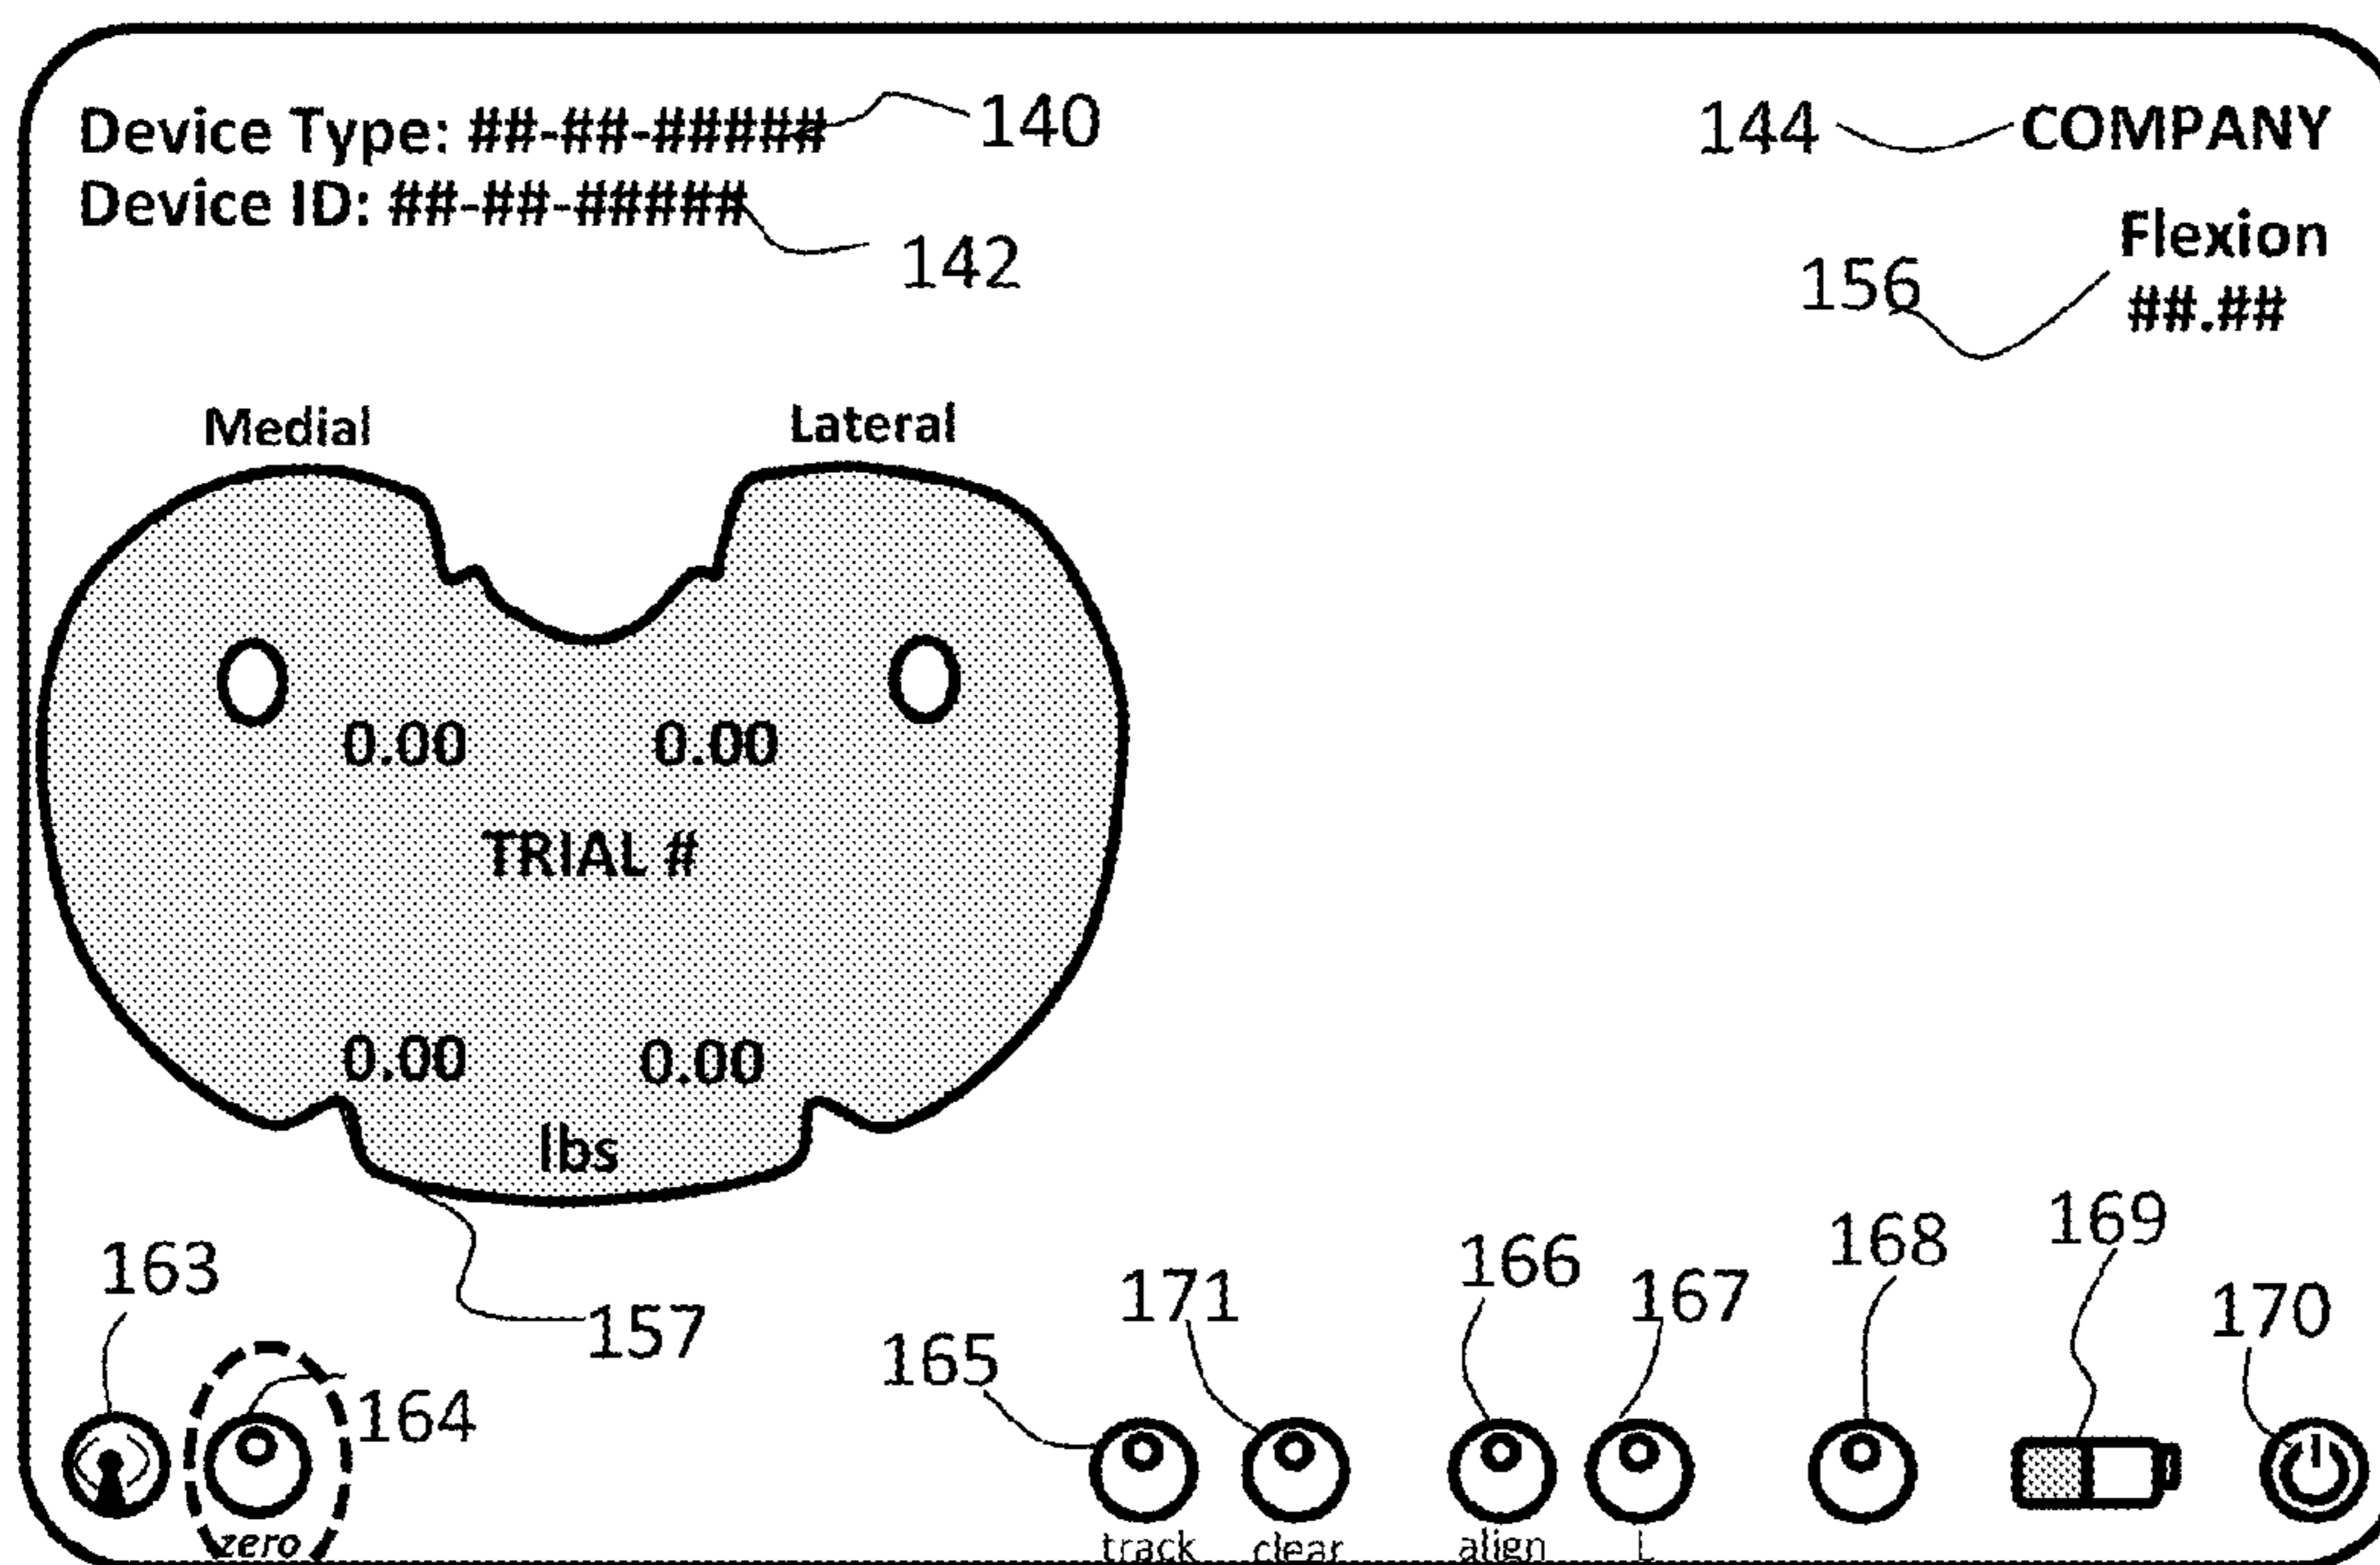 Device Type: ##-##-##### 140 144 COMPANY
Device ID: ##-##-##### 142
Flexion
156 ##.##
Medial Lateral
0.00 0.00
TRIAL #
0.00 0.00
lbs
163 157 165 171 166 167 168 169 170
164
zero track clear align L